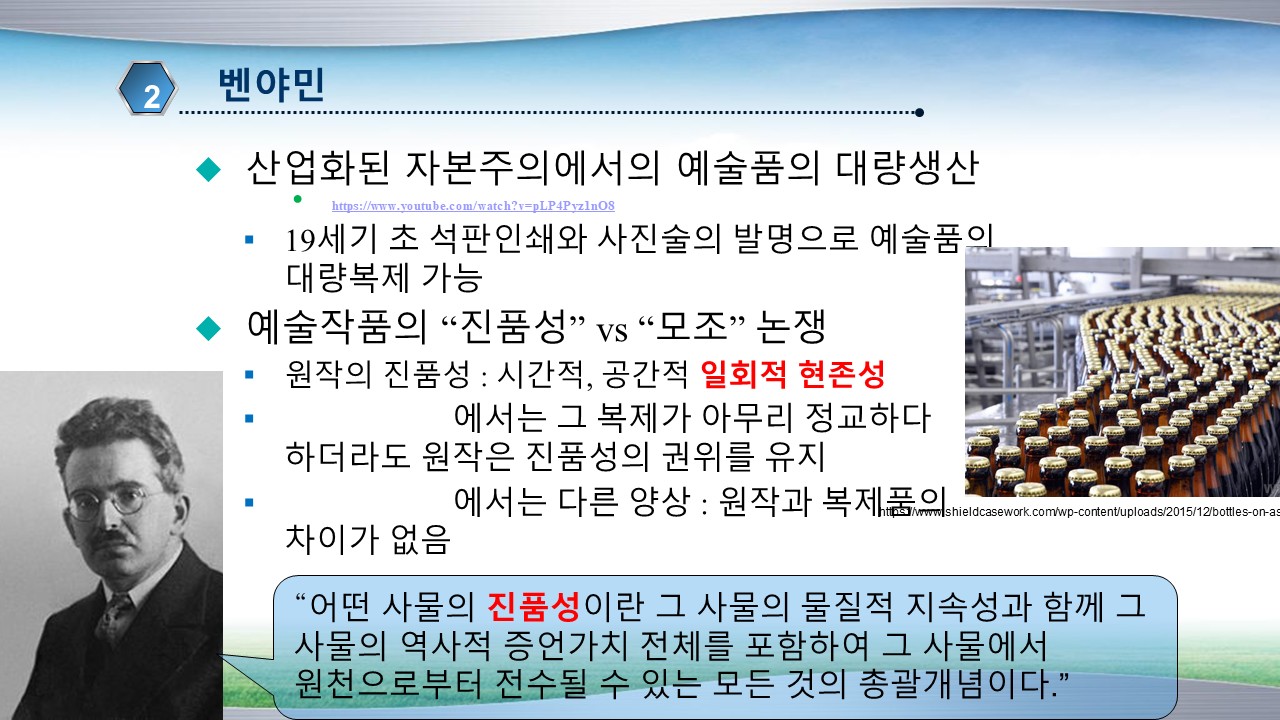 2
벤야민
산업화된 자본주의에서의 예술품의 대량생산
https://www.youtube.com/watch?v=pLP4Pyz1nO8
19세기 초 석판인쇄와 사진술의 발명으로 예술품의
대량복제 가능
예술작품의 “진품성” vs “모조” 논쟁
원작의 진품성 : 시간적, 공간적 일회적 현존성
에서는 그 복제가 아무리 정교하다
하더라도 원작은 진품성의 권위를 유지
에서는 다른 양상 : 원작과 복제품의
https://www.shieldcasework.com/wp-content/uploads/2015/12/bottles-on-as
차이가 없음
“어떤 사물의 진품성이란 그 사물의 물질적 지속성과 함께 그
사물의 역사적 증언가치 전체를 포함하여 그 사물에서
원천으로부터 전수될 수 있는 모든 것의 총괄개념이다.”